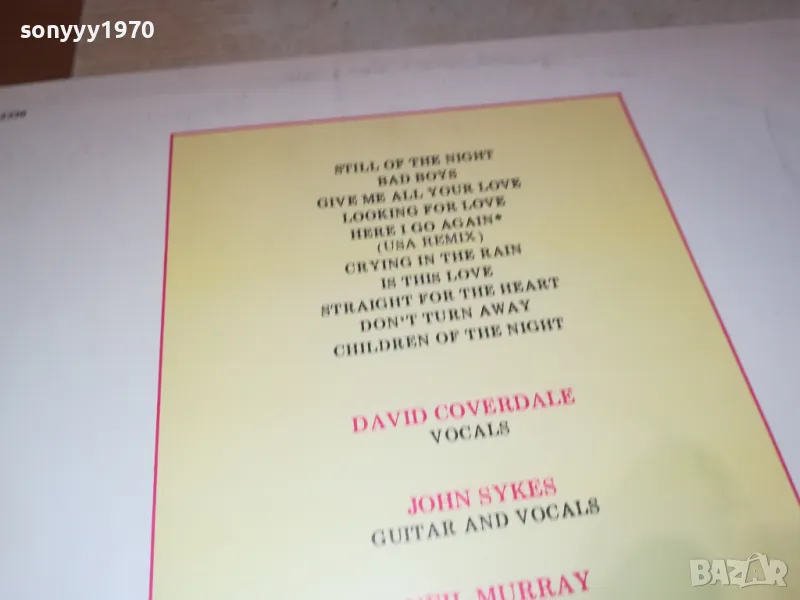 sonyyy1970
STILL OF THE NIGHT
BAD BOYS
GIVE ME ALL YOUR LOVE
LOOKING FOR LOVE
HERE I GO AGAIN*
(USA REMIX)
CRYING IN THE RAIN
IS THIS LOVE
STRAIGHT FOR THE HEART
DON'T TURN AWAY
CHILDREN OF THE NIGHT
DAVID COVERDALE
VOCALS
JOHN SYKES
GUITAR AND VOCALS
MURRAY
BAZAR